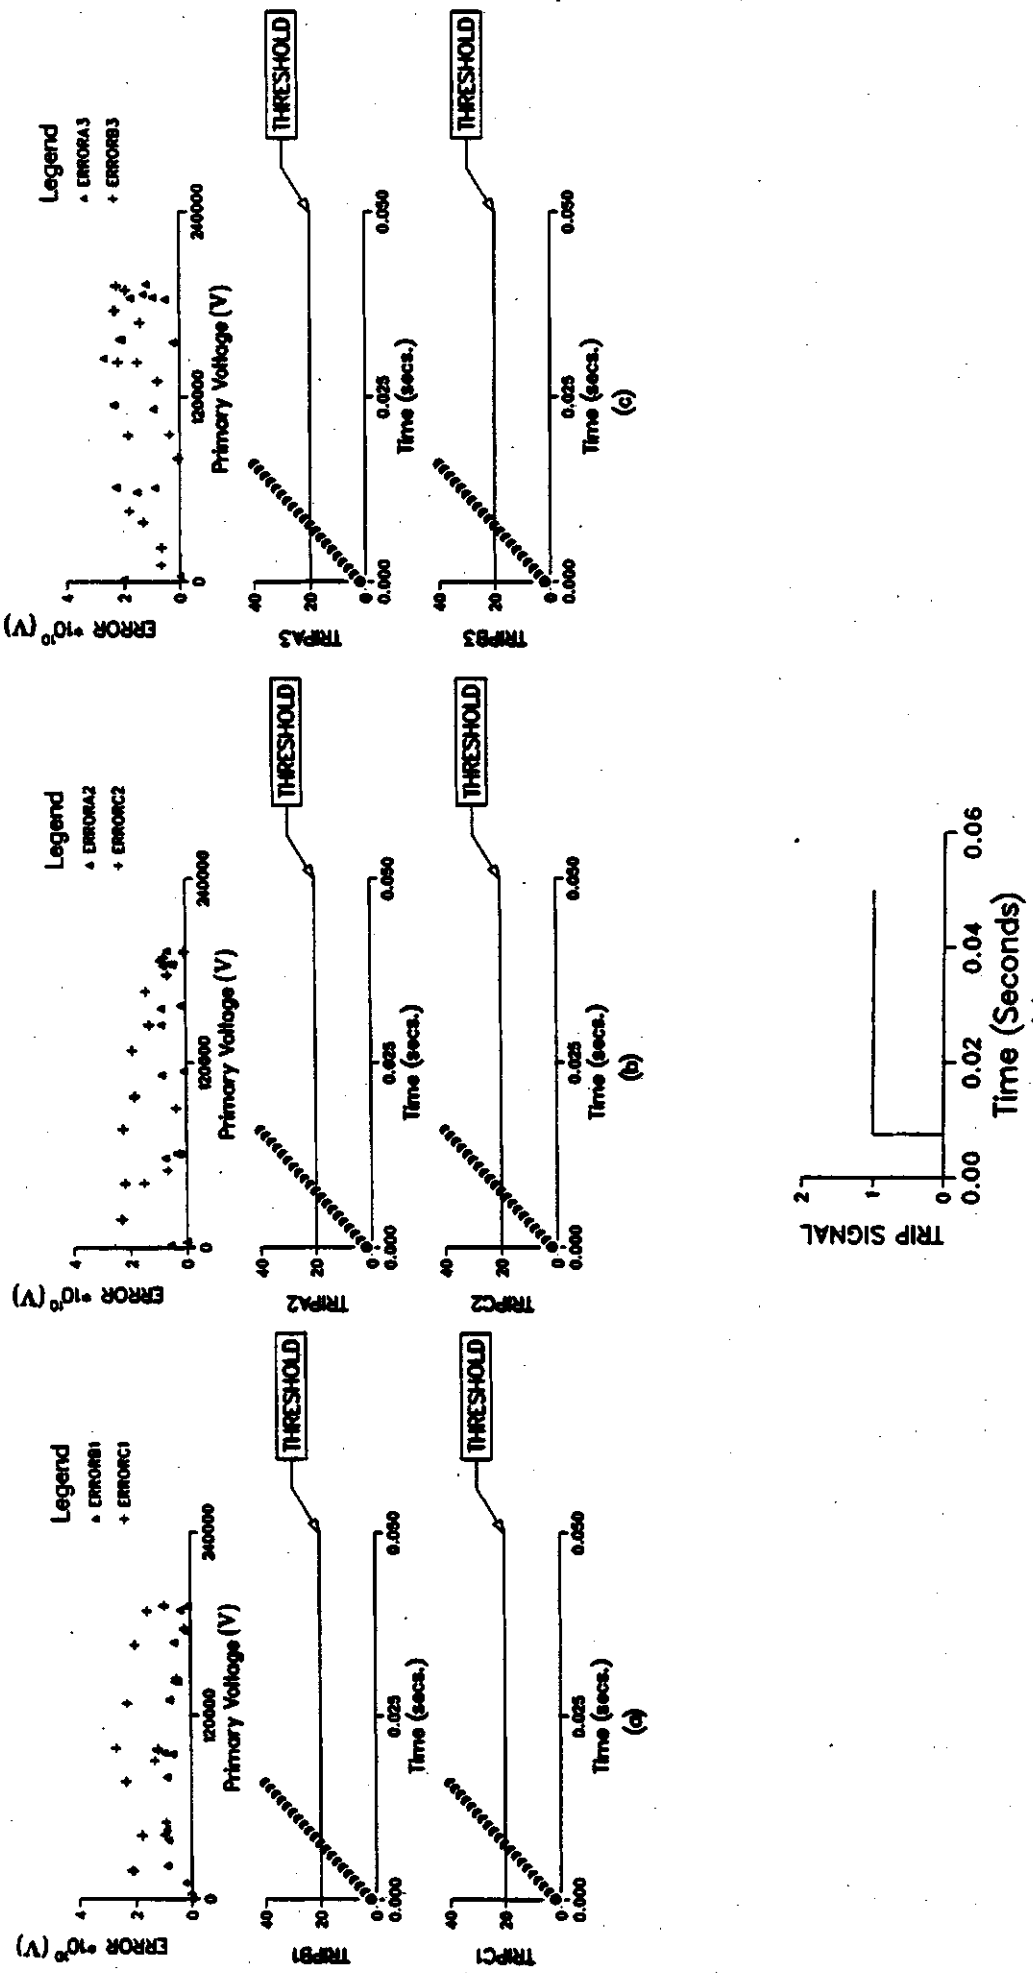 ERROR *10^10 (V)
4
2
0
0
120000
240000
Primary Voltage (V)
Legend
▲ ERRORB1
+ ERRORC1
TRIPB1
40
20
0
0.000
0.025
0.050
Time (secs.)
THRESHOLD
TRIPC1
40
20
0
0.000
0.025
0.050
Time (secs.)
THRESHOLD
(a)
ERROR *10^10 (V)
4
2
0
0
120000
240000
Primary Voltage (V)
Legend
▲ ERRORA2
+ ERRORC2
TRIPA2
40
20
0
0.000
0.025
0.050
Time (secs.)
THRESHOLD
TRIPC2
40
20
0
0.000
0.025
0.050
Time (secs.)
THRESHOLD
(b)
ERROR *10^10 (V)
4
2
0
0
120000
240000
Primary Voltage (V)
Legend
▲ ERRORA3
+ ERRORB3
TRIPA3
40
20
0
0.000
0.025
0.050
Time (secs.)
THRESHOLD
TRIPB3
40
20
0
0.000
0.025
0.050
Time (secs.)
THRESHOLD
(c)
TRIP SIGNAL
2
1
0
0.00
0.02
0.04
0.06
Time (Seconds)